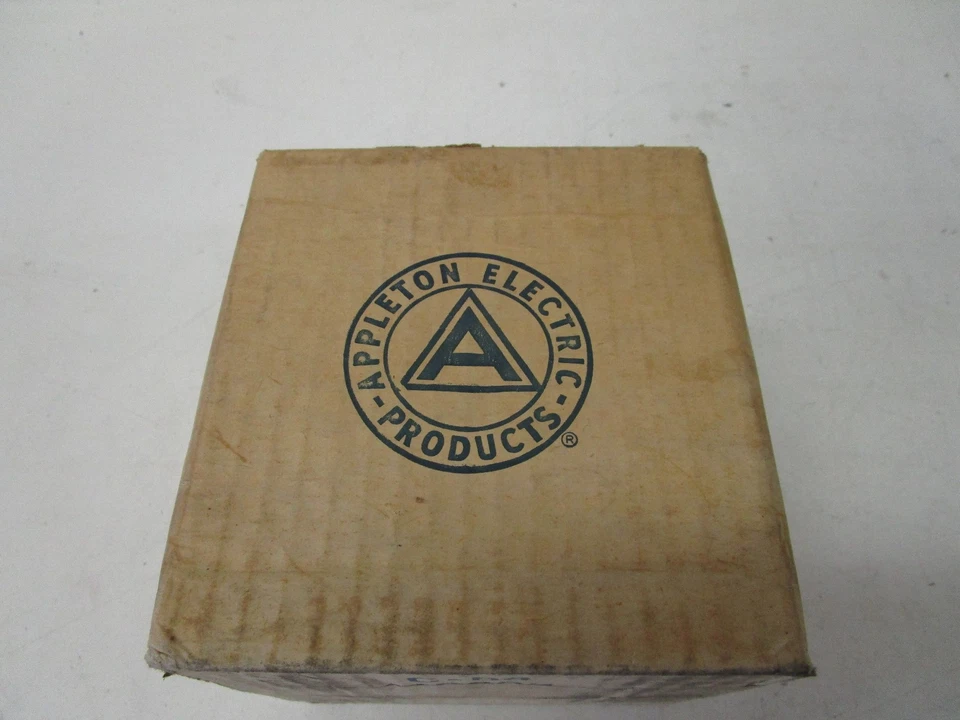 APPLETON ELECTRIC
-PRODUCTS-
A
®